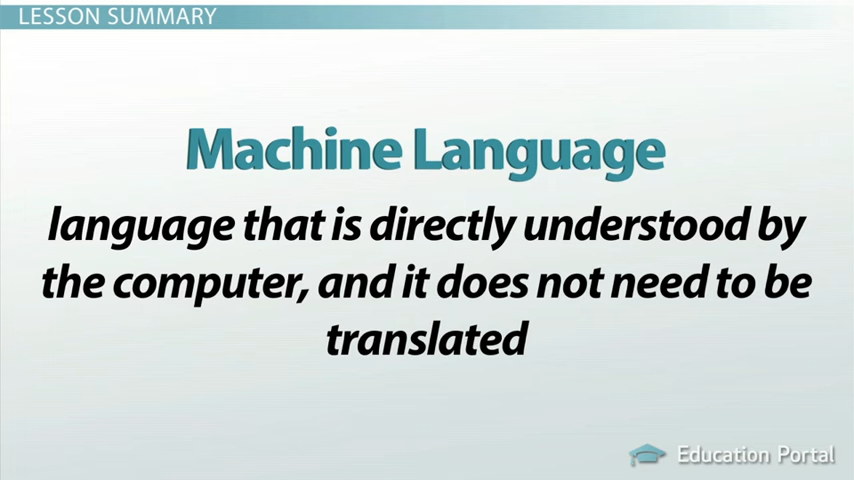 LESSON SUMMARY
Machine Language
language that is directly understood by
the computer, and it does not need to be
translated
Education Portal